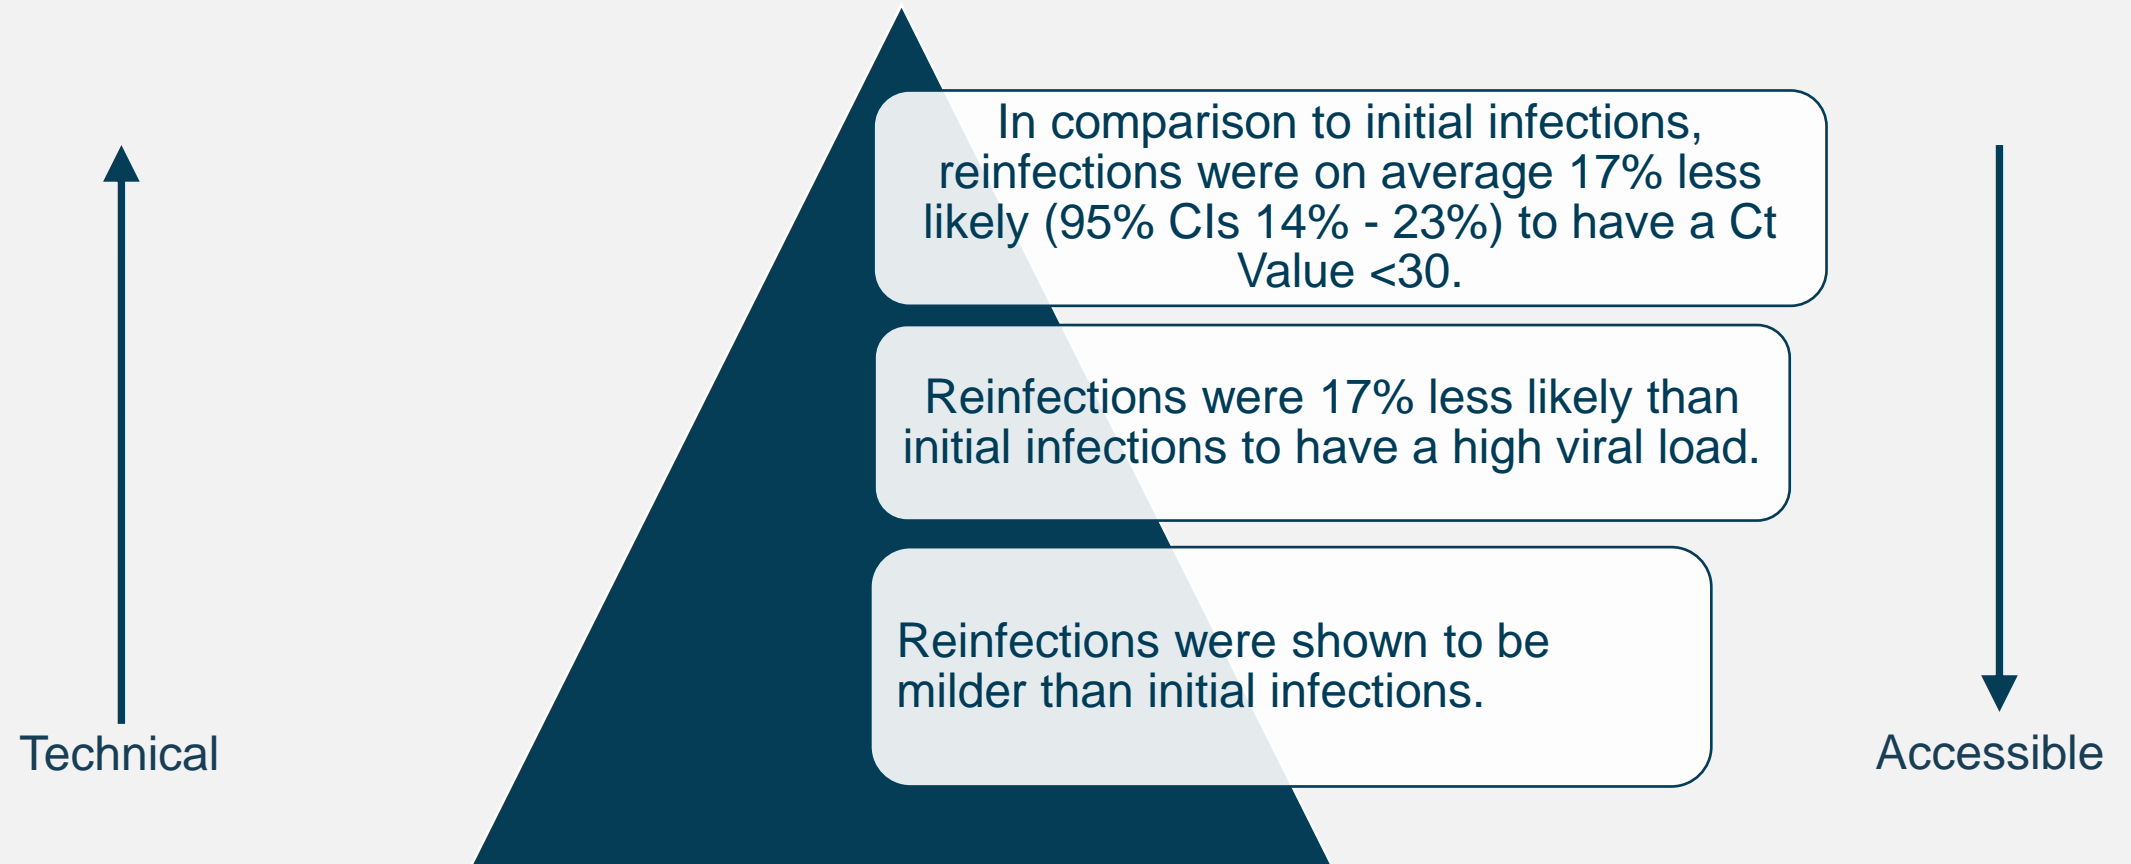 In comparison to initial infections,
reinfections were on average 17% less
likely (95% CIs 14% - 23%) to have a Ct
Value <30.
Reinfections were 17% less likely than
initial infections to have a high viral load.
Reinfections were shown to be
milder than initial infections.
Technical
Accessible